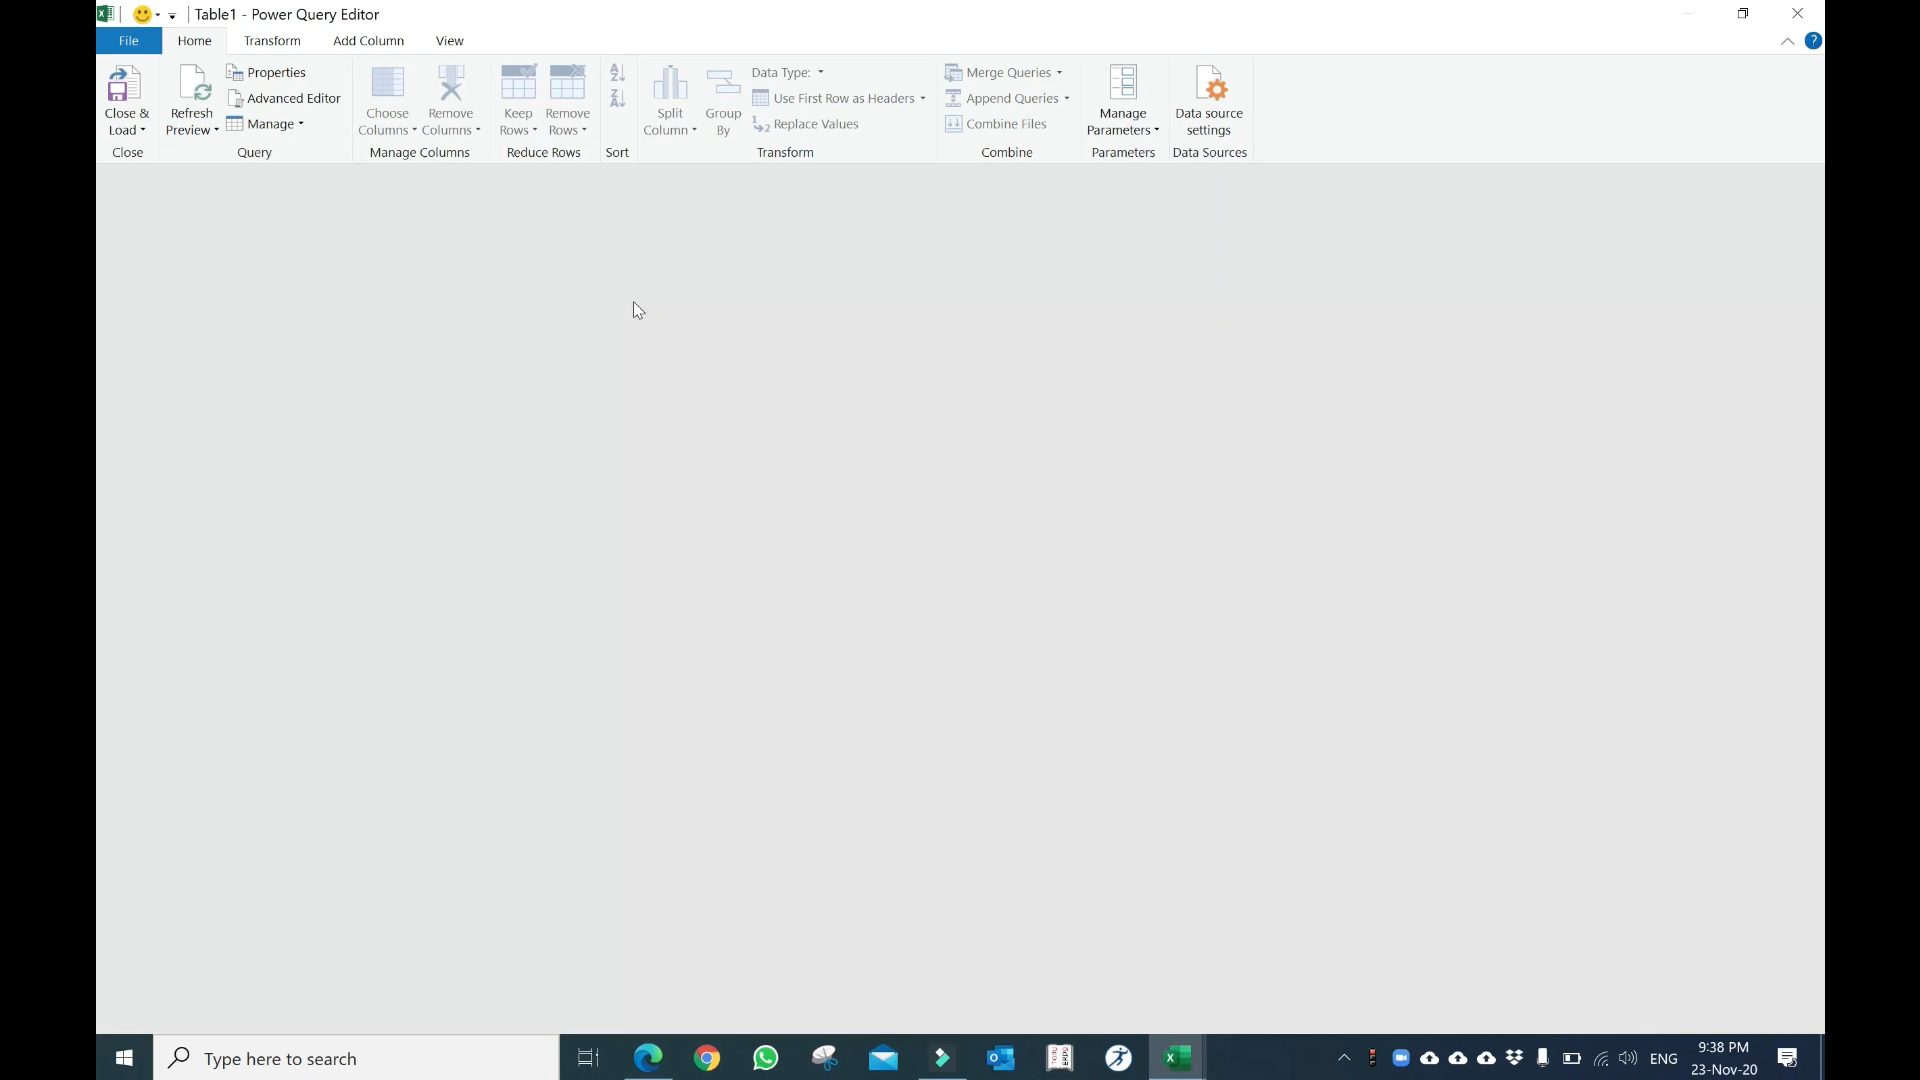 Table1 - Power Query Editor
File Home Transform Add Column View
Close & Load
Close
Refresh Preview
Properties
Advanced Editor
Manage
Query
Choose Columns
Remove Columns
Manage Columns
Keep Rows
Remove Rows
Reduce Rows
A
Z
Z
A
Sort
Split Column
Group By
Data Type:
Use First Row as Headers
1
2
Replace Values
Transform
Merge Queries
Append Queries
Combine Files
Combine
Manage Parameters
Parameters
Data source settings
Data Sources
?
Type here to search
ENG
9:38 PM
23-Nov-20